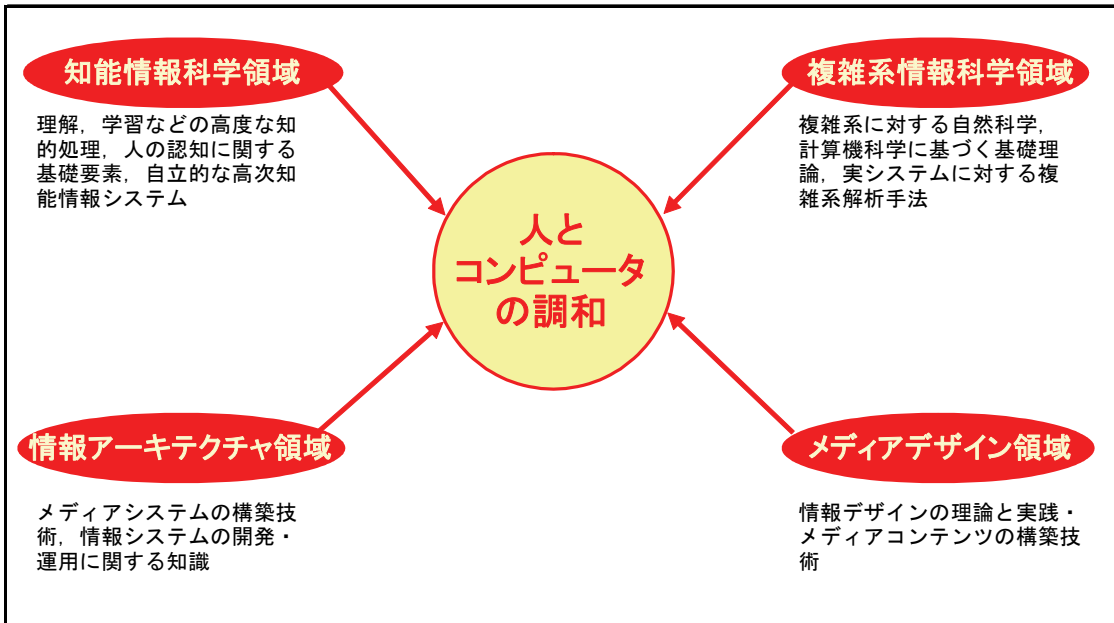 知能情報科学領域
理解，学習などの高度な知
的処理，人の認知に関する
基礎要素，自立的な高次知
能情報システム
複雑系情報科学領域
複雑系に対する自然科学，
計算機科学に基づく基礎理
論，実システムに対する複
雑系解析手法
人と
コンピュータ
の調和
情報アーキテクチャ領域
メディアシステムの構築技
術，情報システムの開発・
運用に関する知識
メディアデザイン領域
情報デザインの理論と実践・
メディアコンテンツの構築技
術